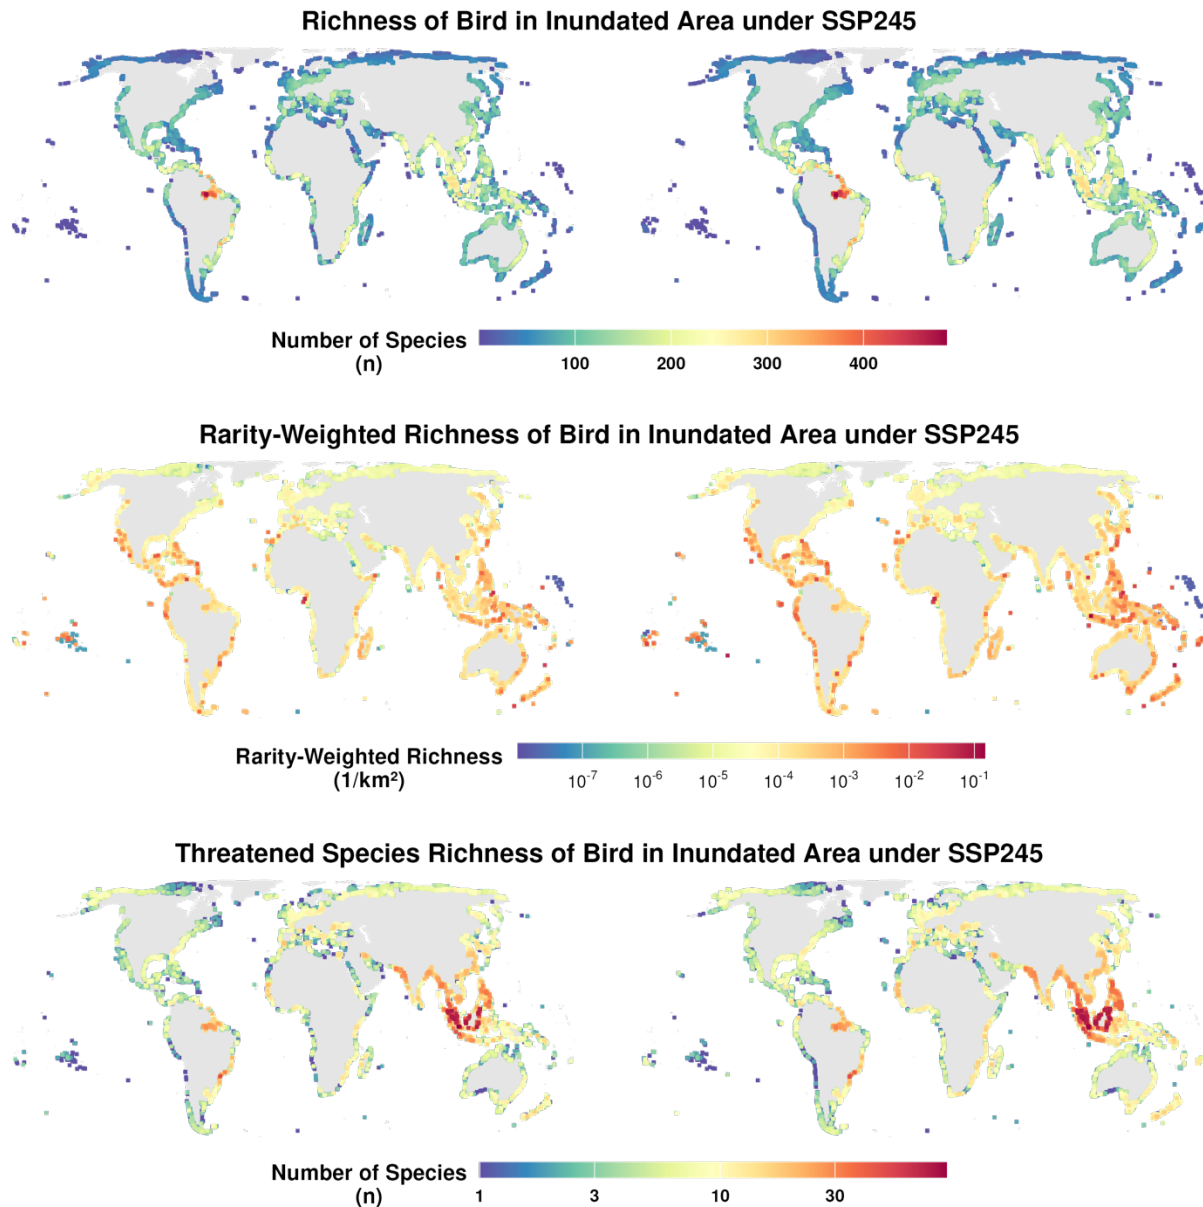 Richness of Bird in Inundated Area under SSP245
Number of Species
(n)
100 200 300 400
Rarity-Weighted Richness of Bird in Inundated Area under SSP245
Rarity-Weighted Richness
(1/km²)
10⁻⁷ 10⁻⁶ 10⁻⁵ 10⁻⁴ 10⁻³ 10⁻² 10⁻¹
Threatened Species Richness of Bird in Inundated Area under SSP245
Number of Species
(n)
1 3 10 30